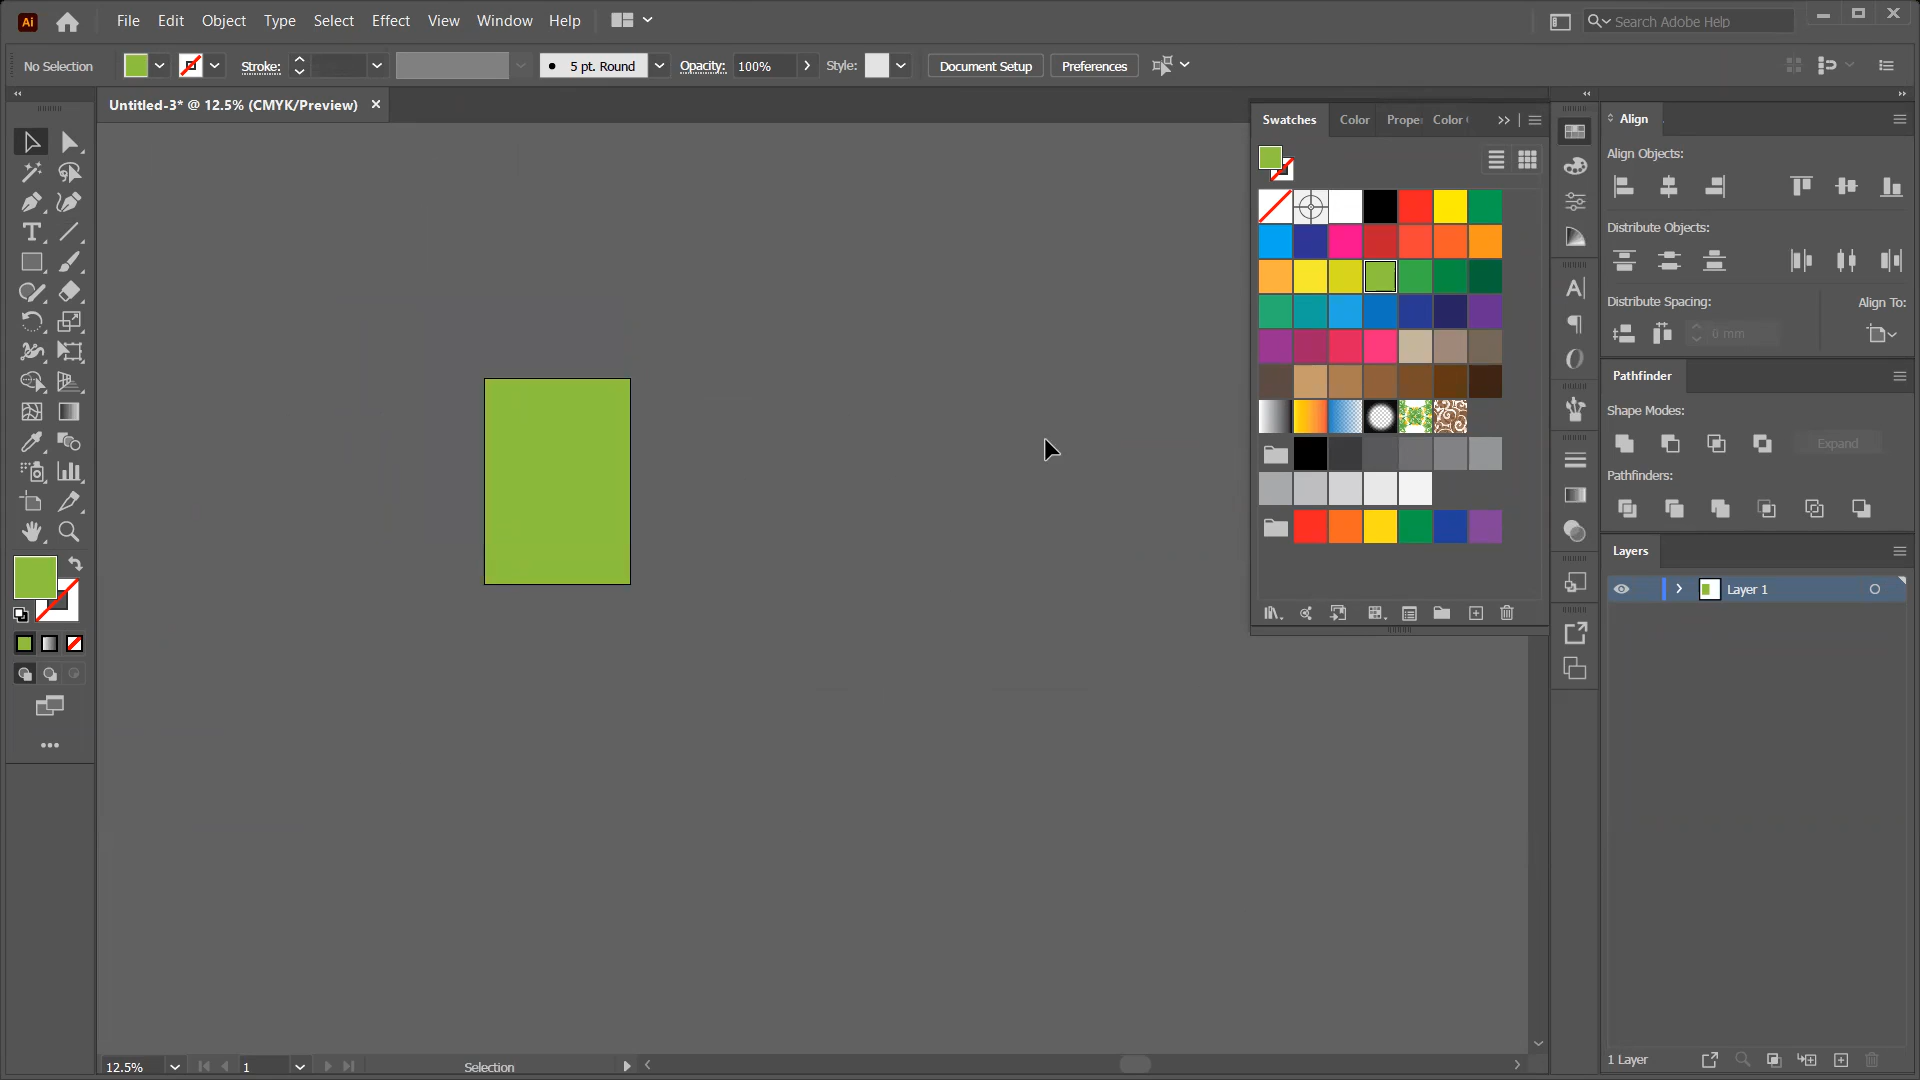 Ai File Edit Object Type Select Effect View Window Help Search Adobe Help
No Selection Stroke: 5 pt. Round Opacity: 100% Style: Document Setup Preferences
Untitled-3* @ 12.5% (CMYK/Preview)
Swatches Color Prope Color
Align
Align Objects:
Distribute Objects:
Distribute Spacing: Align To:
0 mm
Pathfinder
Shape Modes:
Expand
Pathfinders:
Layers
Layer 1
1 Layer
12.5% 1 Selection